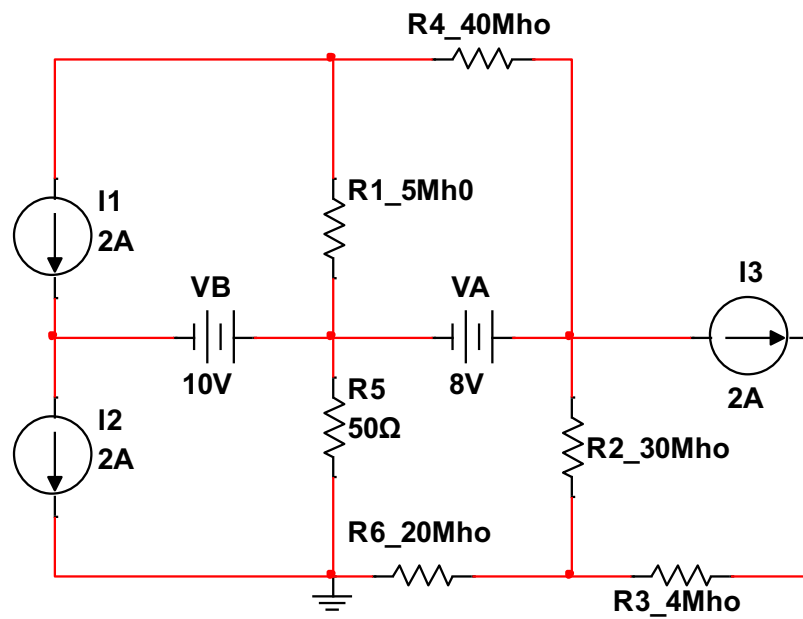 R4_40Mho
I1
2A
R1_5Mh0
VB
10V
VA
8V
I3
2A
I2
2A
R5
50Ω
R2_30Mho
R6_20Mho
R3_4Mho